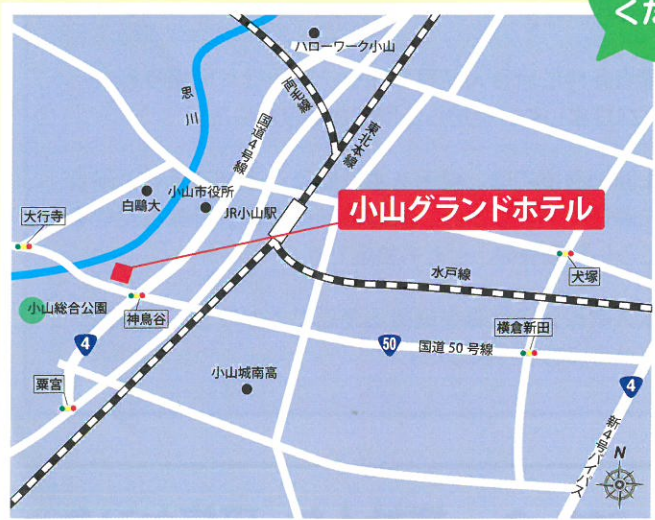 くだ
ハローワーク小山
両毛線
思川
国道4号線
東北本線
小山市役所
白鷗大
JR小山駅
小山グランドホテル
大行寺
水戸線
犬塚
小山総合公園
神鳥谷
横倉新田
4
50
国道50号線
粟宮
小山城南高
4
新4号バイパス
N